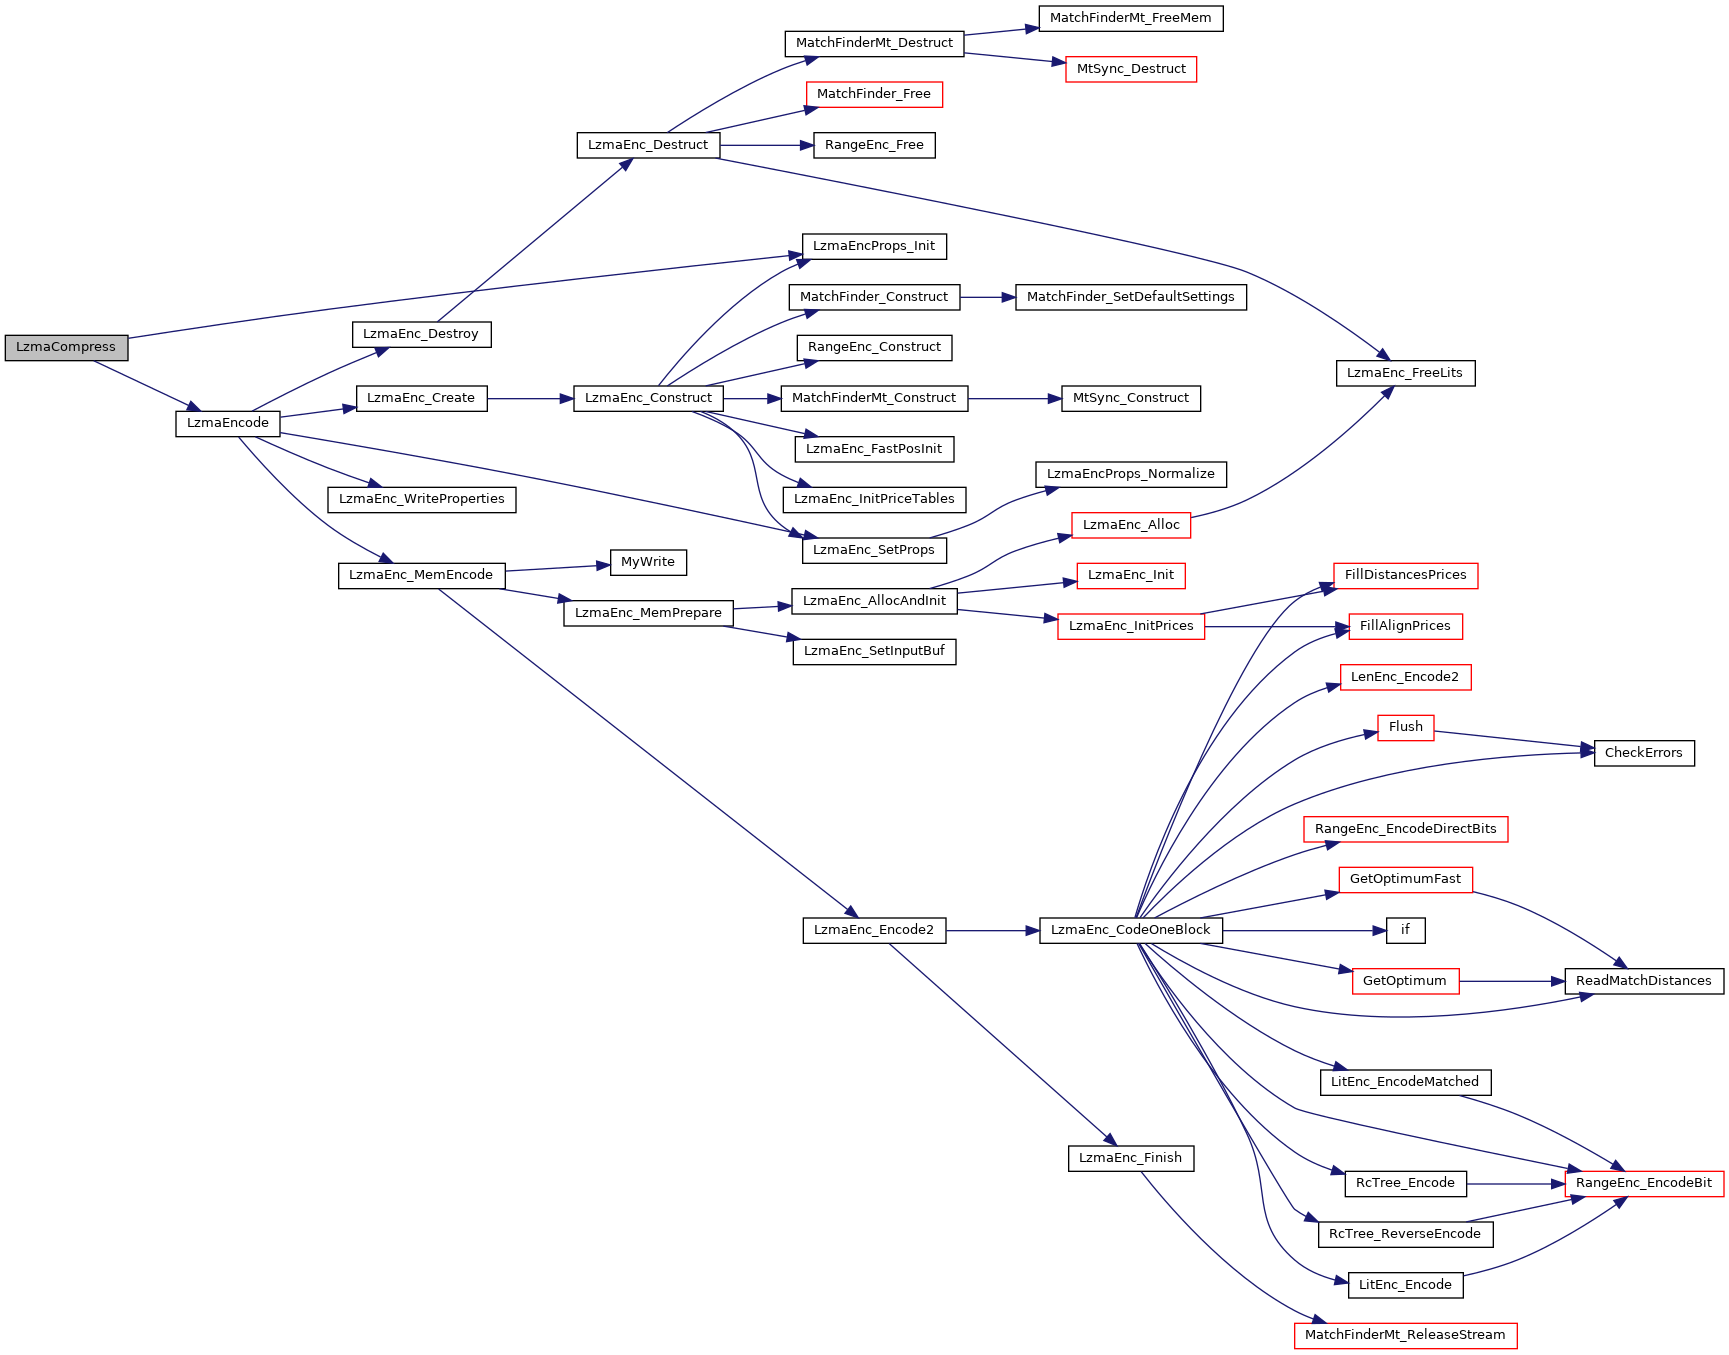 MatchFinderMt_FreeMem
MatchFinderMt_Destruct
MtSync_Destruct
MatchFinder_Free
LzmaEnc_Destruct
RangeEnc_Free
LzmaEncProps_Init
MatchFinder_Construct
MatchFinder_SetDefaultSettings
LzmaEnc_Destroy
LzmaCompress
RangeEnc_Construct
LzmaEnc_FreeLits
LzmaEnc_Create
LzmaEnc_Construct
MatchFinderMt_Construct
MtSync_Construct
LzmaEncode
LzmaEnc_FastPosInit
LzmaEncProps_Normalize
LzmaEnc_WriteProperties
LzmaEnc_InitPriceTables
LzmaEnc_Alloc
LzmaEnc_SetProps
MyWrite
LzmaEnc_MemEncode
LzmaEnc_Init
FillDistancesPrices
LzmaEnc_AllocAndInit
LzmaEnc_MemPrepare
LzmaEnc_InitPrices
FillAlignPrices
LzmaEnc_SetInputBuf
LenEnc_Encode2
Flush
CheckErrors
RangeEnc_EncodeDirectBits
GetOptimumFast
LzmaEnc_Encode2
LzmaEnc_CodeOneBlock
if
GetOptimum
ReadMatchDistances
LitEnc_EncodeMatched
LzmaEnc_Finish
RcTree_Encode
RangeEnc_EncodeBit
RcTree_ReverseEncode
LitEnc_Encode
MatchFinderMt_ReleaseStream